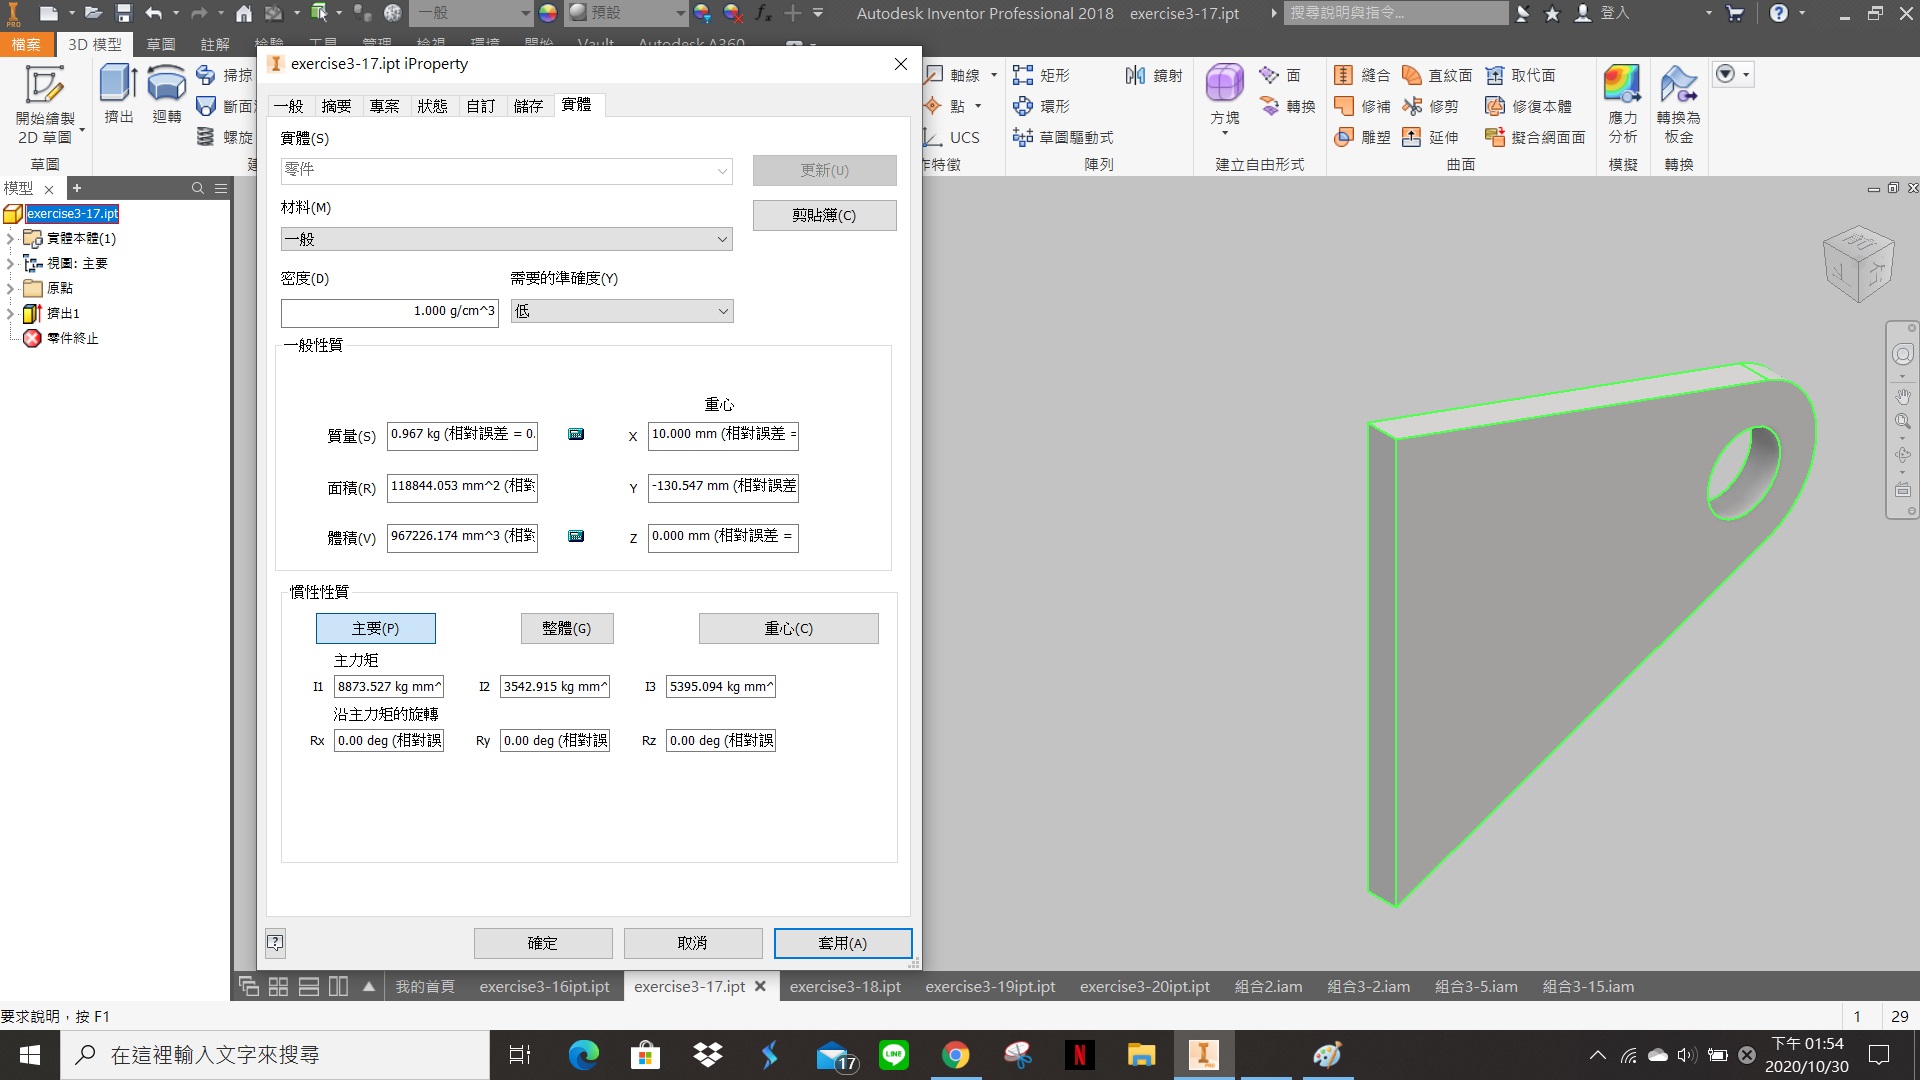 PRO
一般
預設
Autodesk Inventor Professional 2018 exercise3-17.ipt
搜尋說明與指令...
登入
檔案 3D 模型 草圖 註解 檢驗 工具 管理 檢視 環境 開始 Vault Autodesk A360
開始繪製
2D 草圖
草圖
擠出
迴轉
掃掠
斷面
螺旋
軸線
點
UCS
作特徵
矩形
環形
草圖驅動式
鏡射
陣列
方塊
面
轉換
建立自由形式
縫合
修補
雕塑
直紋面
修剪
延伸
取代面
修復本體
擬合網面面
曲面
應力
分析
模擬
轉換為
板金
轉換
模型
exercise3-17.ipt
實體本體(1)
視圖: 主要
原點
擠出1
零件終止
exercise3-17.ipt iProperty
一般 摘要 專案 狀態 自訂 儲存 實體
實體(S)
零件
更新(U)
材料(M)
剪貼簿(C)
一般
密度(D) 需要的準確度(Y)
1.000 g/cm^3 低
一般性質
重心
質量(S) 0.967 kg (相對誤差 = 0. X 10.000 mm (相對誤差 =
面積(R) 118844.053 mm^2 (相對 Y -130.547 mm (相對誤差
體積(V) 967226.174 mm^3 (相對 Z 0.000 mm (相對誤差 =
慣性性質
主要(P) 整體(G) 重心(C)
主力矩
I1 8873.527 kg mm^ I2 3542.915 kg mm^ I3 5395.094 kg mm^
沿主力矩的旋轉
Rx 0.00 deg (相對誤 Ry 0.00 deg (相對誤 Rz 0.00 deg (相對誤
確定 取消 套用(A)
我的首頁 exercise3-16ipt.ipt exercise3-17.ipt exercise3-18.ipt exercise3-19ipt.ipt exercise3-20ipt.ipt 組合2.iam 組合3-2.iam 組合3-5.iam 組合3-15.iam
要求說明，按 F1
1 29
在這裡輸入文字來搜尋
17
LINE
N
PRO
下午 01:54
2020/10/30